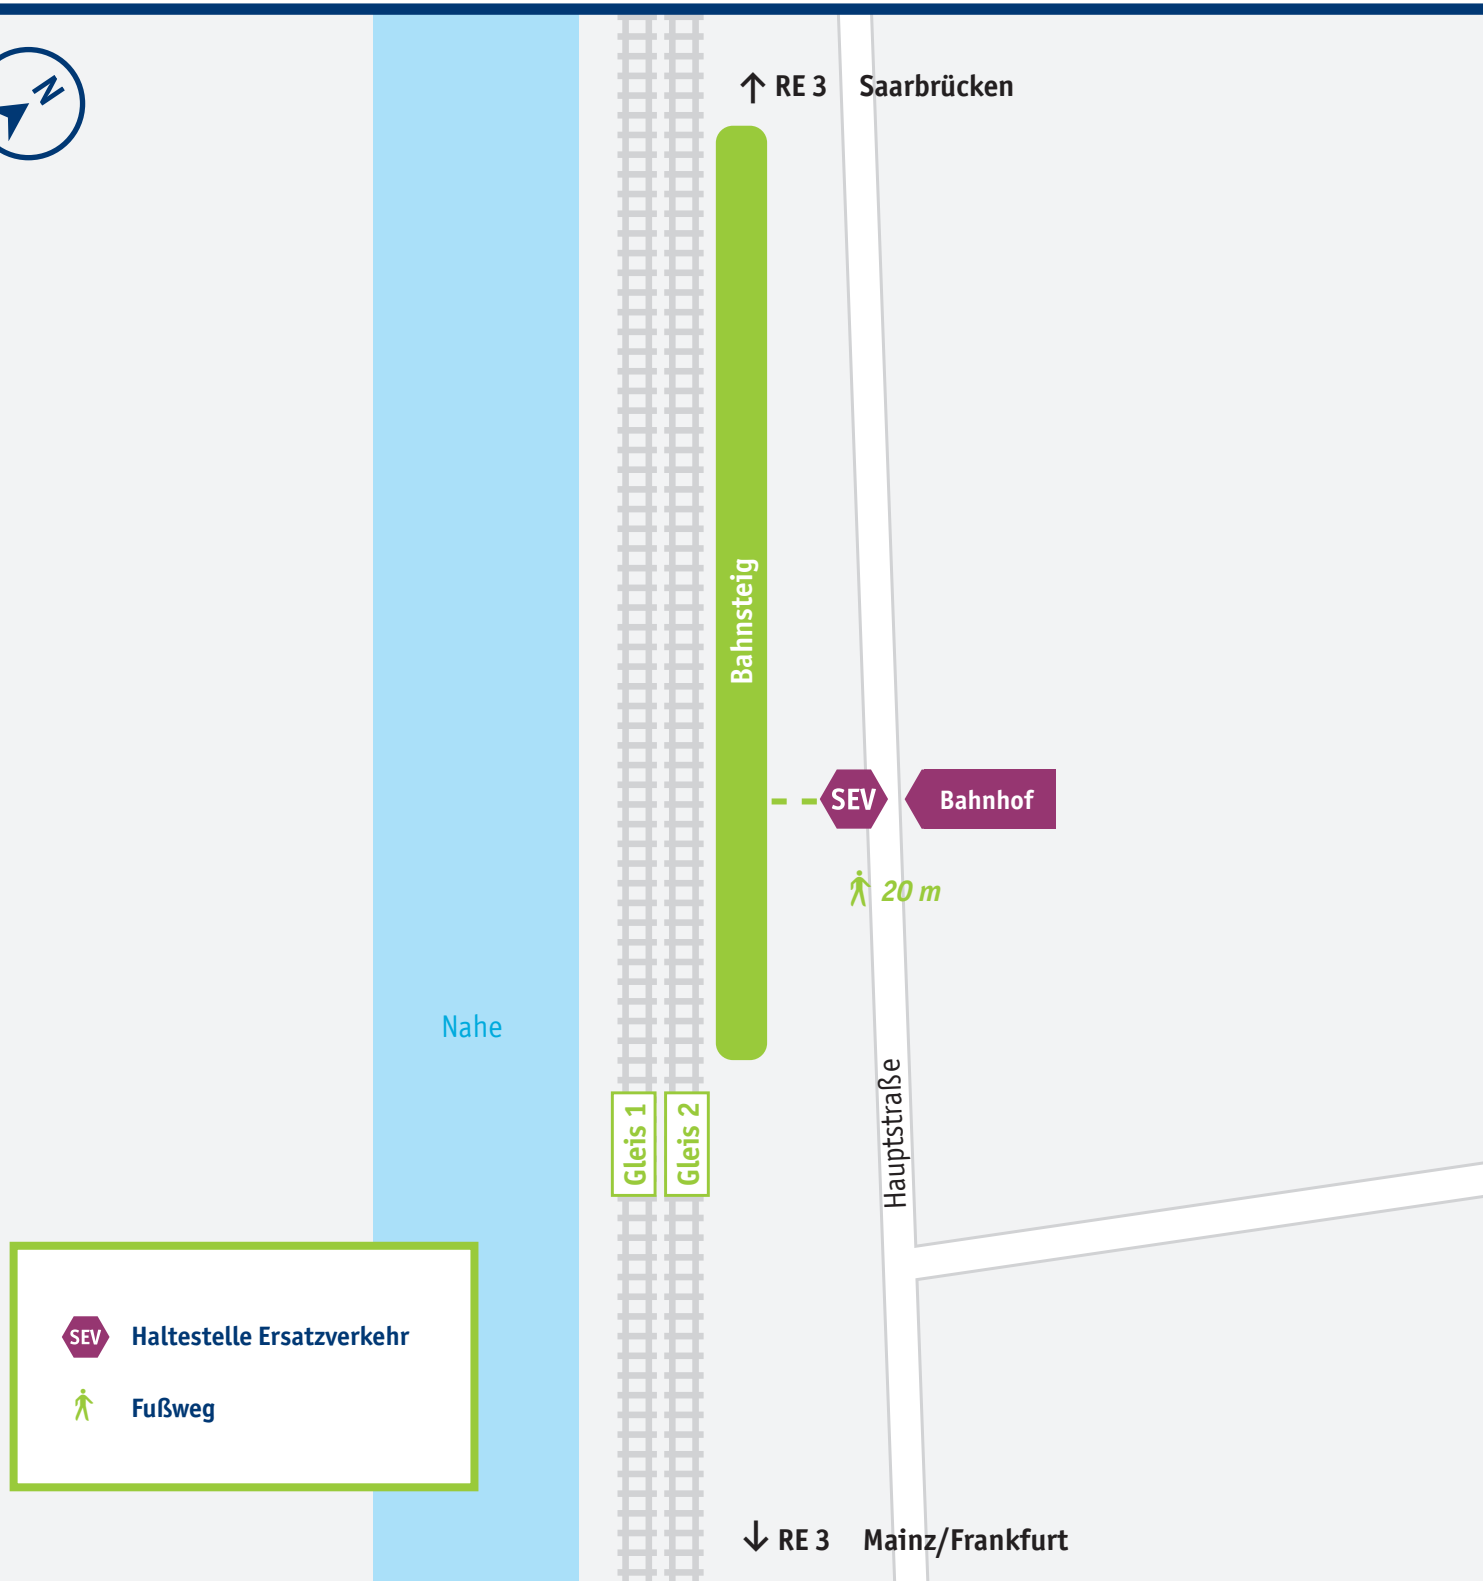 N
↑ RE 3 Saarbrücken
Bahnsteig
SEV Bahnhof
20 m
Nahe
Hauptstraße
Gleis 1
Gleis 2
SEV Haltestelle Ersatzverkehr
Fußweg
↓ RE 3 Mainz/Frankfurt